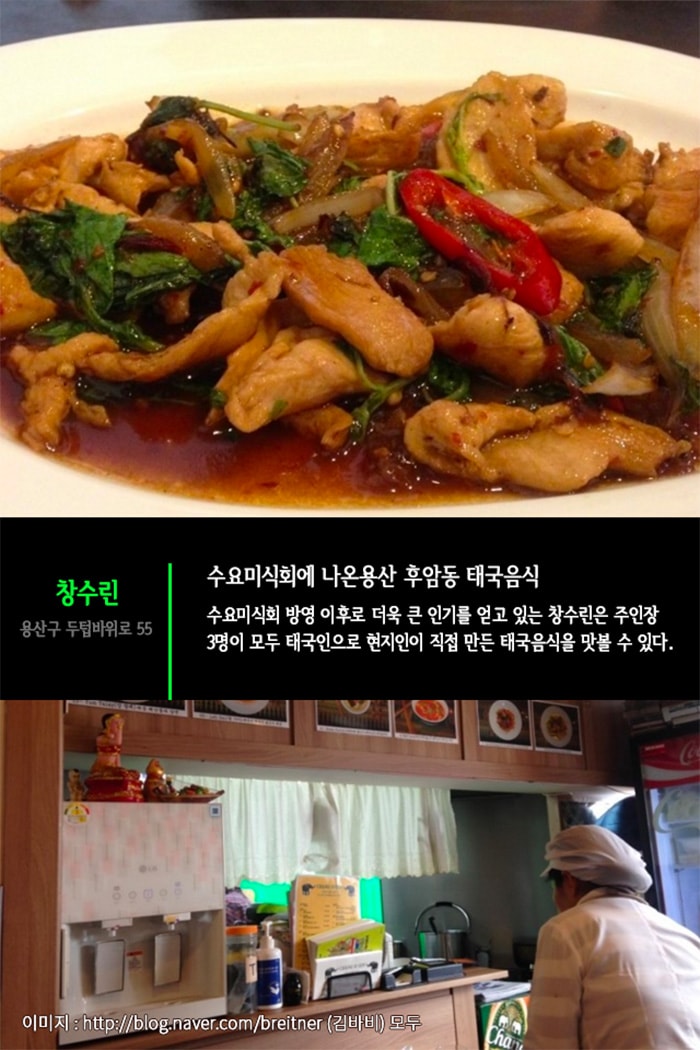 창수린
용산구 두텁바위로 55
수요미식회에 나온용산 후암동 태국음식
수요미식회 방영 이후로 더욱 큰 인기를 얻고 있는 창수린은 주인장
3명이 모두 태국인으로 현지인이 직접 만든 태국음식을 맛볼 수 있다.
Coca-Cola
LG
T
Chang
이미지 : http://blog.naver.com/breitner (김바비) 모두